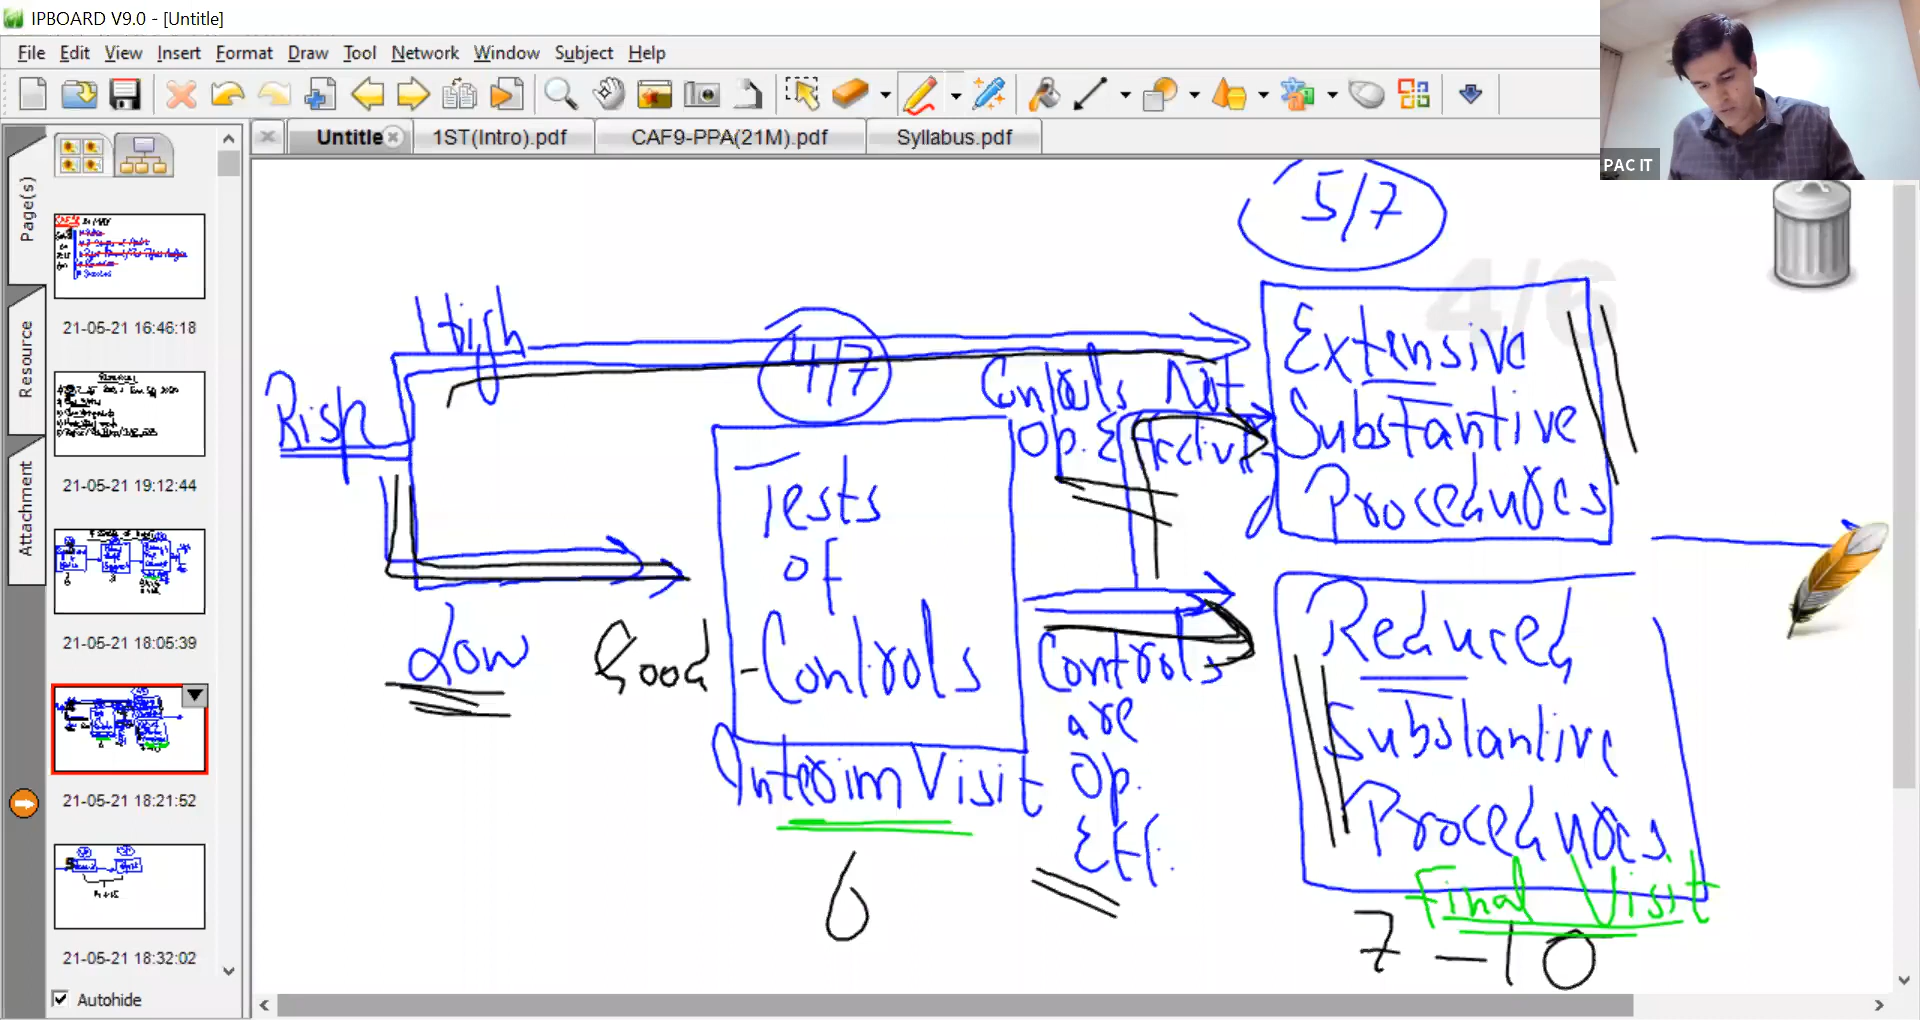 IPBOARD V9.0 - [Untitle]
File Edit View Insert Format Draw Tool Network Window Subject Help
PAC IT
Untitle 1ST(Intro).pdf CAF9-PPA(21M).pdf Syllabus.pdf
Page(s)
Resource
Attachment
21-05-21 16:46:18
21-05-21 19:12:44
21-05-21 18:05:39
21-05-21 18:21:52
21-05-21 18:32:02
Autohide
5/7
4/6
High
4/7
Risk
Controls Not
Op. Effectively
Extensive
Substantive
Procedures
Tests
of
Controls
Low
Good
Interim Visit
6
Controls
are
Op.
Eff.
Reduced
Substantive
Procedures
Final Visit
7-10